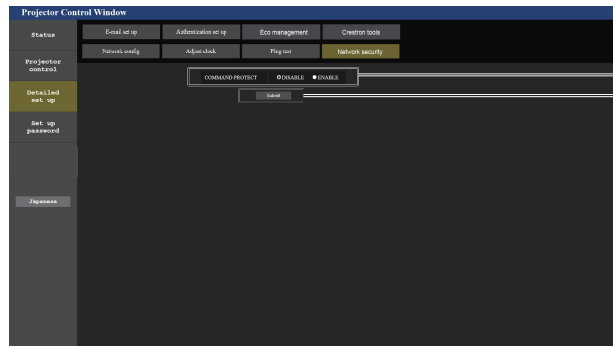 Projector Control Window
Status
E-mail set up
Authentication set up
Eco management
Crestron tools
Network config
Adjust clock
Ping test
Network security
Projector
control
COMMAND PROTECT DISABLE ENABLE
Detailed
set up
Submit
Set up
password
Japanese